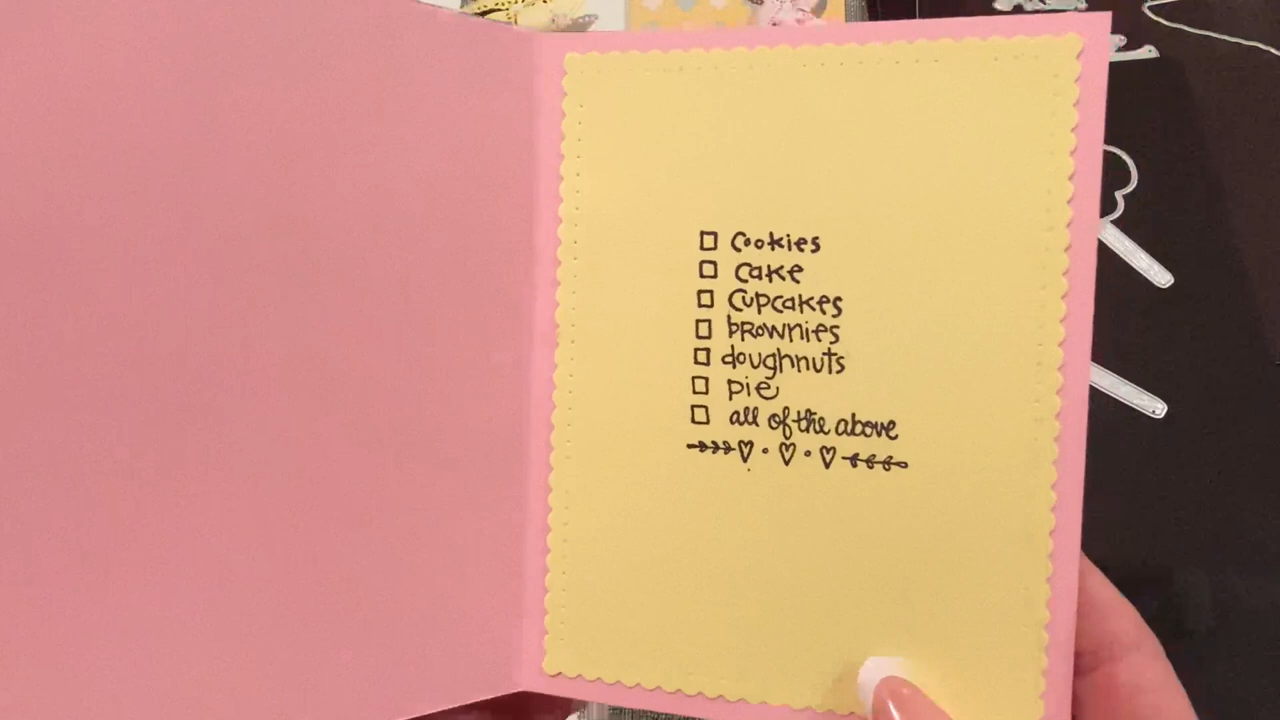 cookies
cake
cupcakes
brownies
doughnuts
pie
all of the above